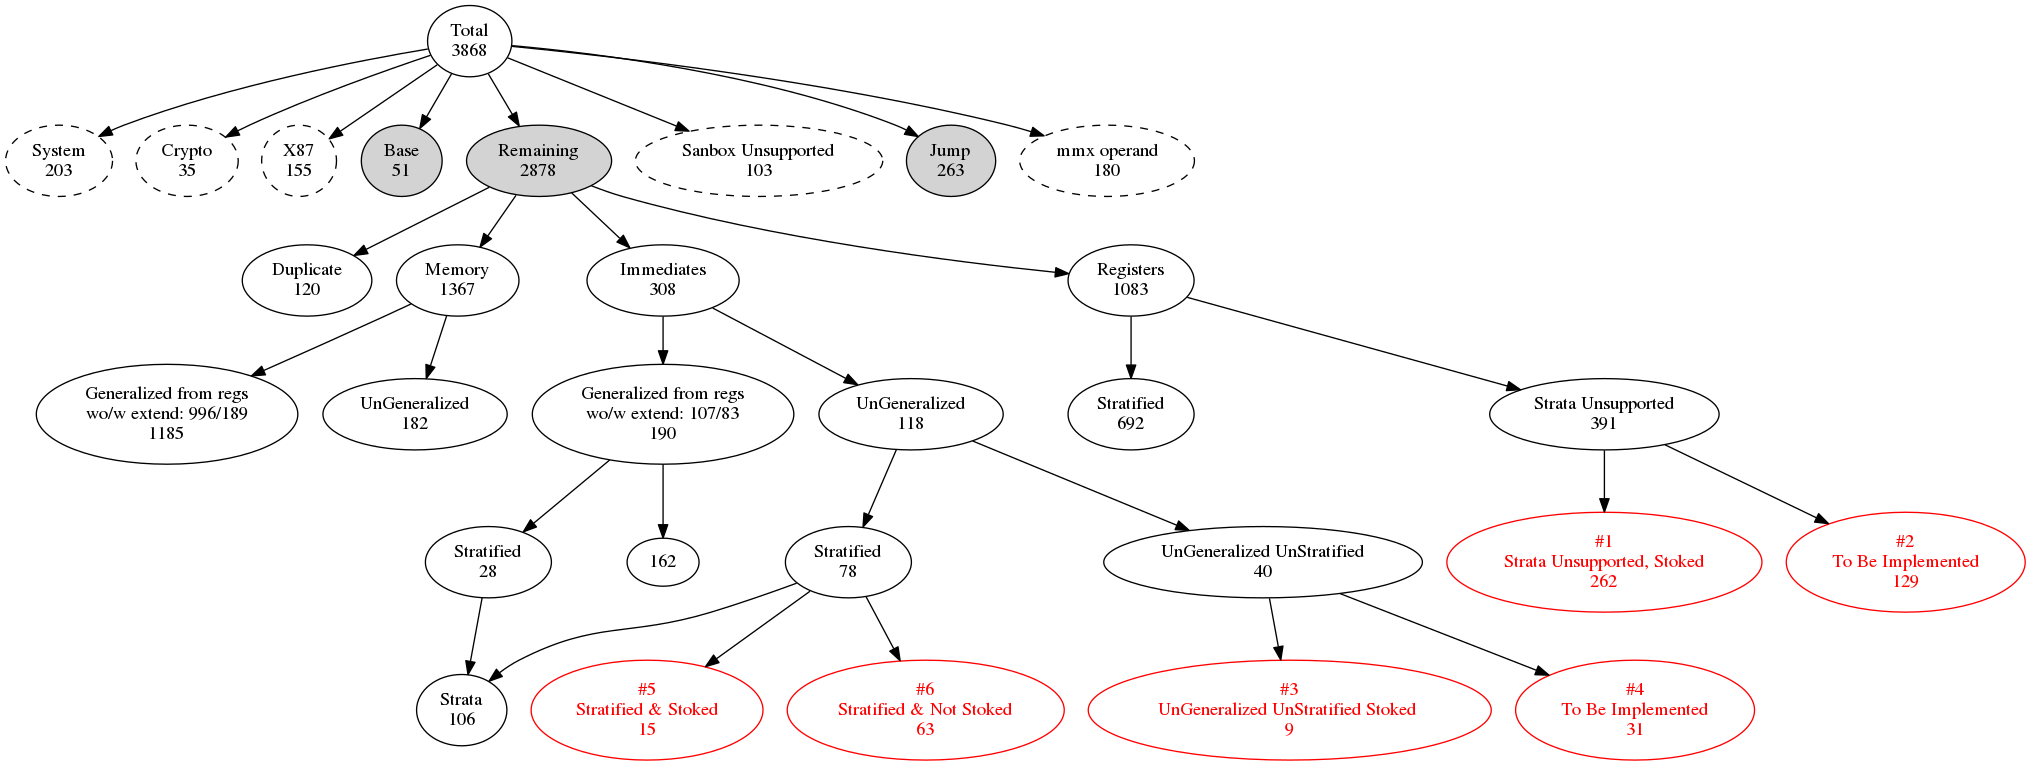 Total
3868
System
203
Crypto
35
X87
155
Base
51
Remaining
2878
Sanbox Unsupported
103
Jump
263
mmx operand
180
Duplicate
120
Memory
1367
Immediates
308
Registers
1083
Generalized from regs
wo/w extend: 996/189
1185
UnGeneralized
182
Generalized from regs
wo/w extend: 107/83
190
UnGeneralized
118
Stratified
692
Strata Unsupported
391
Stratified
28
162
Stratified
78
UnGeneralized UnStratified
40
#1
Strata Unsupported, Stoked
262
#2
To Be Implemented
129
Strata
106
#5
Stratified & Stoked
15
#6
Stratified & Not Stoked
63
#3
UnGeneralized UnStratified Stoked
9
#4
To Be Implemented
31